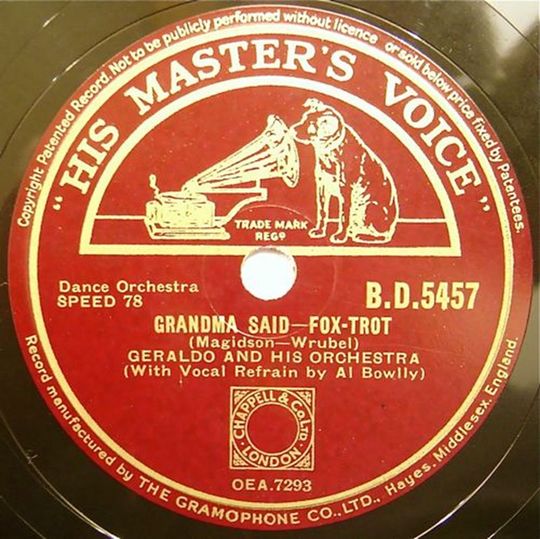 Copyright Patented Record. Not to be publicly performed without licence or sold below price fixed by Patentees.
"HIS MASTER'S VOICE"
TRADE MARK
REGD
Dance Orchestra
SPEED 78
B.D.5457
GRANDMA SAID—FOX-TROT
(Magidson—Wrubel)
GERALDO AND HIS ORCHESTRA
(With Vocal Refrain by Al Bowlly)
CHAPPELL & Co. LTD.
LONDON
OEA.7293
Record manufactured by THE GRAMOPHONE CO., LTD., Hayes, Middlesex, England.